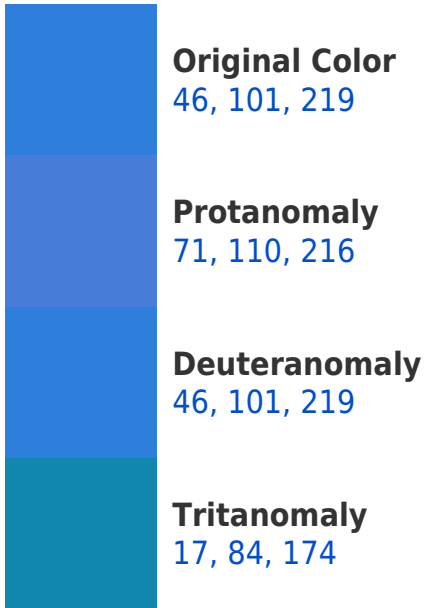 Original Color
46, 101, 219
Protanomaly
71, 110, 216
Deuteranomaly
46, 101, 219
Tritanomaly
17, 84, 174